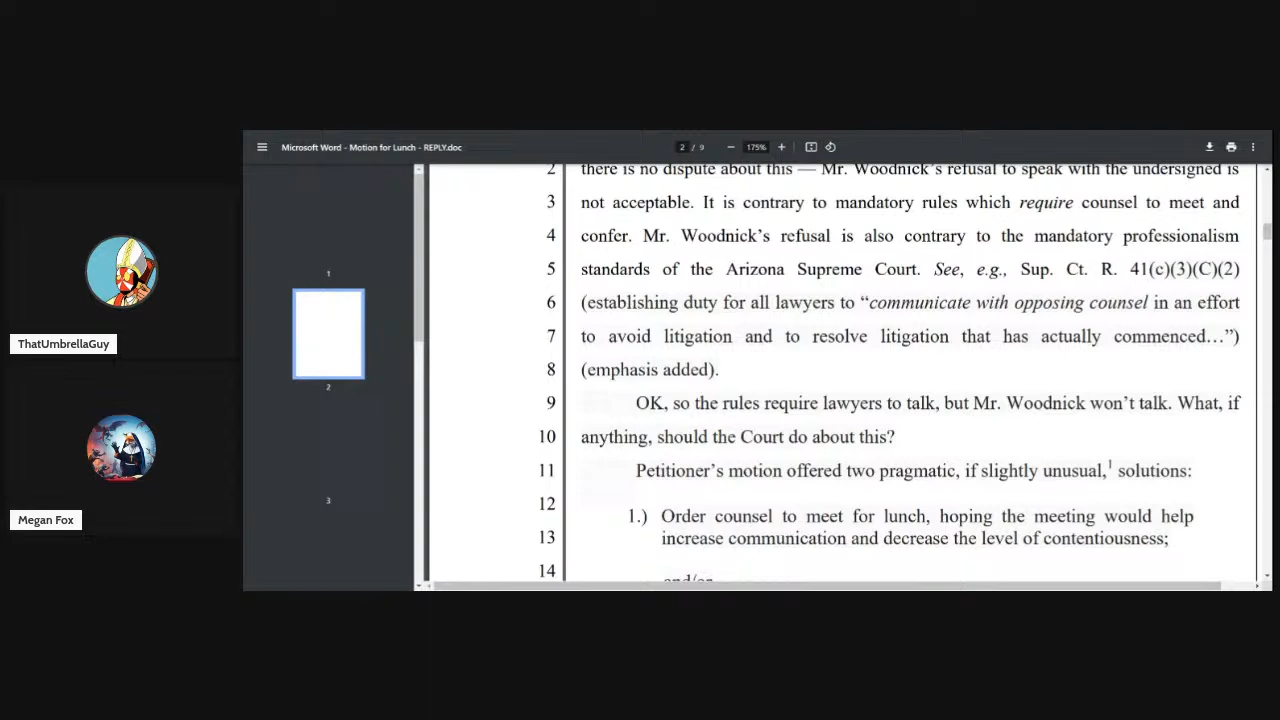 Microsoft Word - Motion for Lunch - REPLY.doc
2 / 9
175%
1
2
3
ThatUmbrellaGuy
Megan Fox
2 there is no dispute about this — Mr. Woodnick's refusal to speak with the undersigned is
3 not acceptable. It is contrary to mandatory rules which require counsel to meet and
4 confer. Mr. Woodnick's refusal is also contrary to the mandatory professionalism
5 standards of the Arizona Supreme Court. See, e.g., Sup. Ct. R. 41(c)(3)(C)(2)
6 (establishing duty for all lawyers to “communicate with opposing counsel in an effort
7 to avoid litigation and to resolve litigation that has actually commenced…”)
8 (emphasis added).
9 OK, so the rules require lawyers to talk, but Mr. Woodnick won't talk. What, if
10 anything, should the Court do about this?
11 Petitioner's motion offered two pragmatic, if slightly unusual,1 solutions:
12
1.) Order counsel to meet for lunch, hoping the meeting would help
13 increase communication and decrease the level of contentiousness;
14
and/or